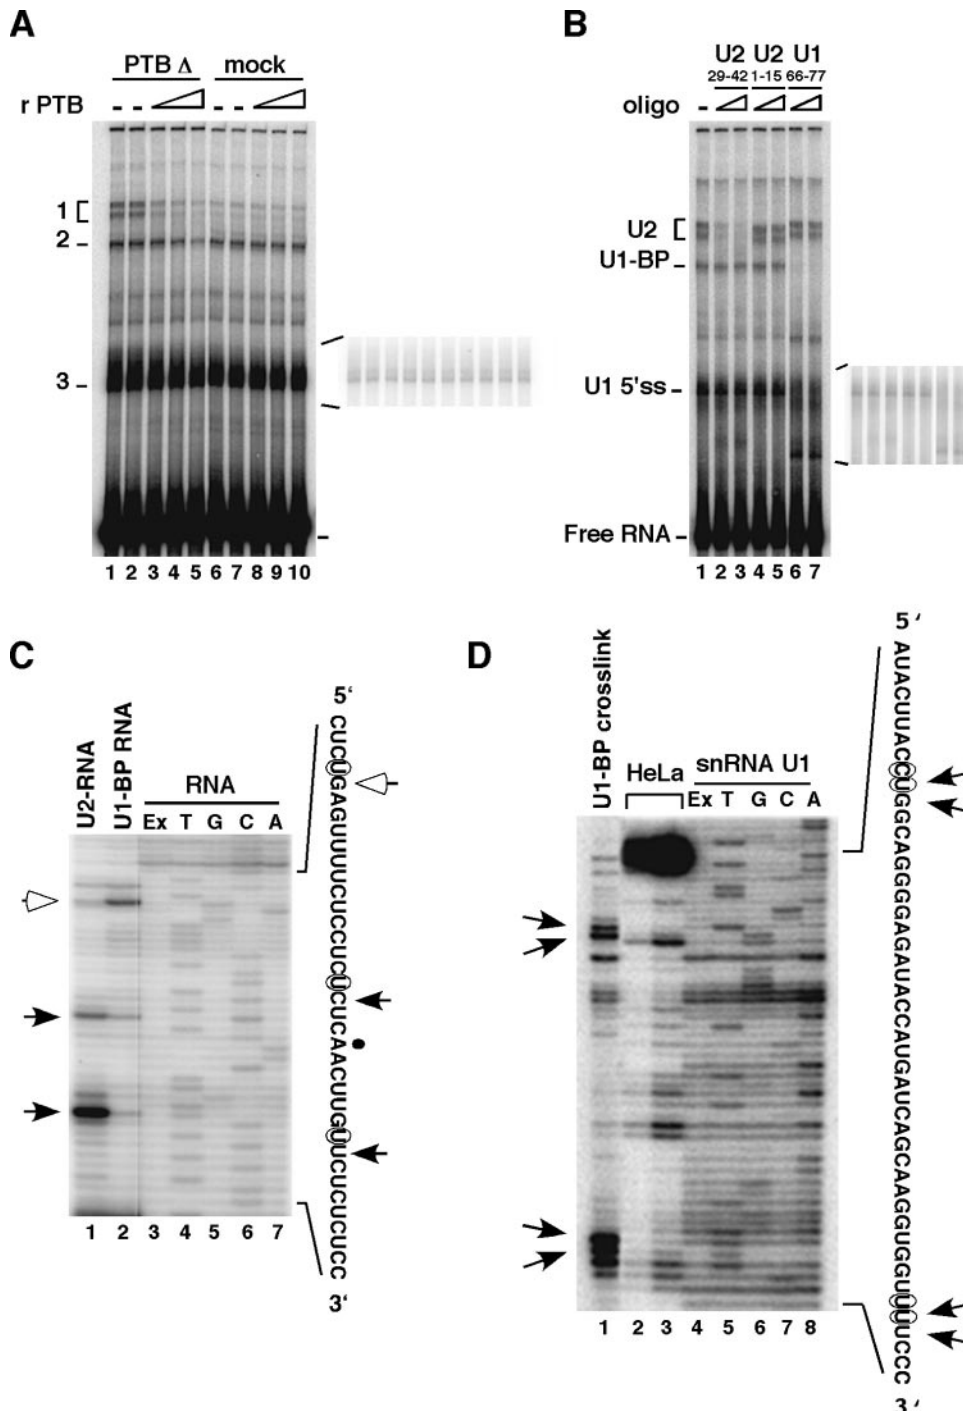 A
PTB Δ mock
r PTB - - - -
1
2
3
1 2 3 4 5 6 7 8 9 10
B
U2 U2 U1
29-42 1-15 66-77
oligo -
U2
U1-BP
U1 5'ss
Free RNA
1 2 3 4 5 6 7
C
U2-RNA
U1-BP RNA
RNA
Ex T G C A
1 2 3 4 5 6 7
5'
CUCUGAGUUUUCUCCUCUCUCAACUUGUUCUCUCUCC
3'
D
U1-BP crosslink
HeLa
snRNA U1
Ex T G C A
1 2 3 4 5 6 7 8
5'
AUACUUACCUGGCAGGGGAGAUACCAUGAUCAGCAAGGUGGUUUUCCC
3'